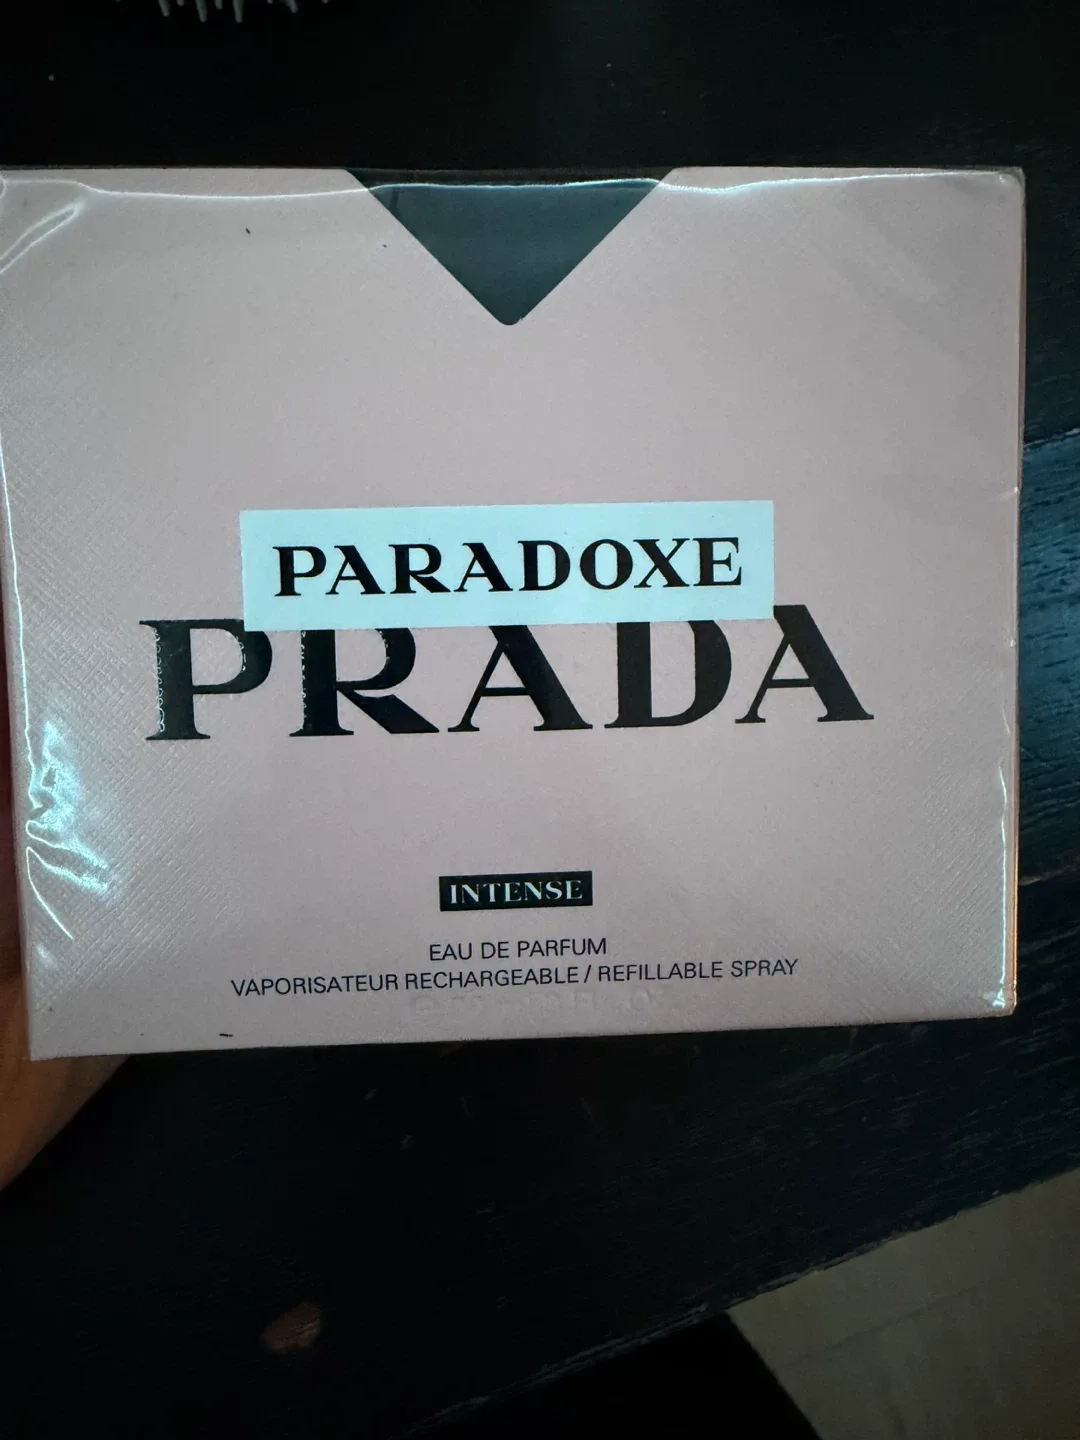 PARADOXE
PRADA
INTENSE
EAU DE PARFUM
VAPORISATEUR RECHARGEABLE / REFILLABLE SPRAY